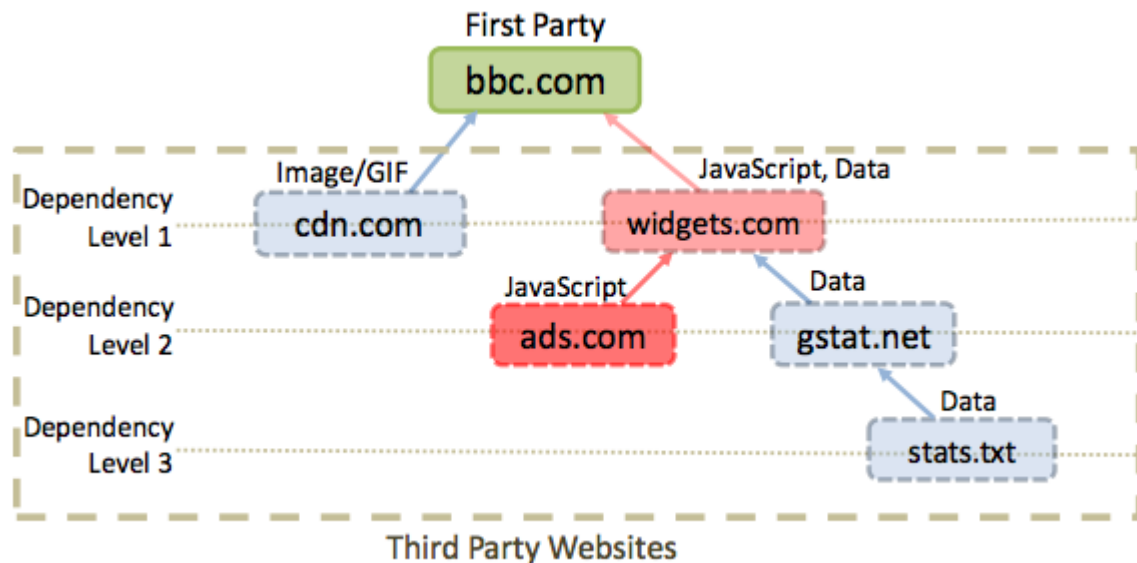 First Party
bbc.com
Image/GIF
JavaScript, Data
Dependency
Level 1
cdn.com
widgets.com
JavaScript
Data
Dependency
Level 2
ads.com
gstat.net
Data
Dependency
Level 3
stats.txt
Third Party Websites